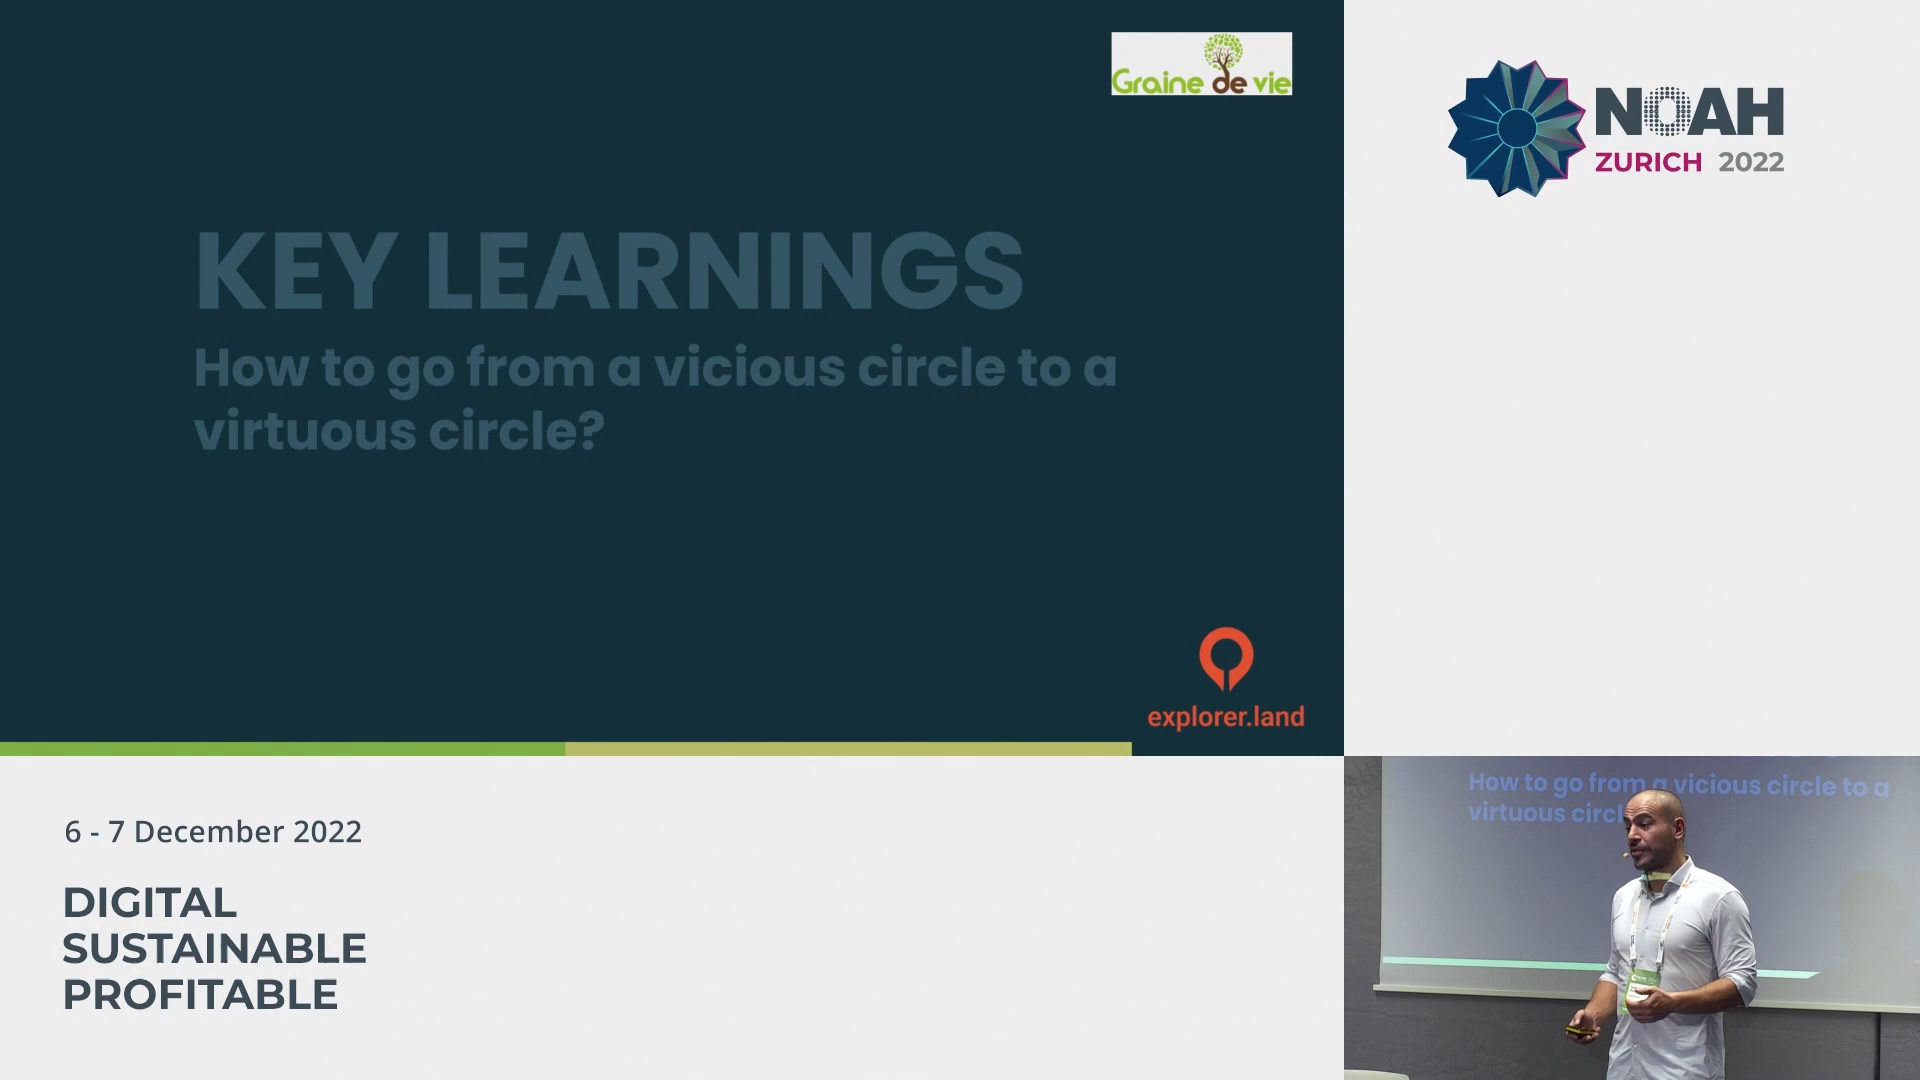 Graine de vie
KEY LEARNINGS
How to go from a vicious circle to a
virtuous circle?
explorer.land
NOAH
ZURICH 2022
6 - 7 December 2022
DIGITAL
SUSTAINABLE
PROFITABLE
How to go from a vicious circle to a
virtuous circl